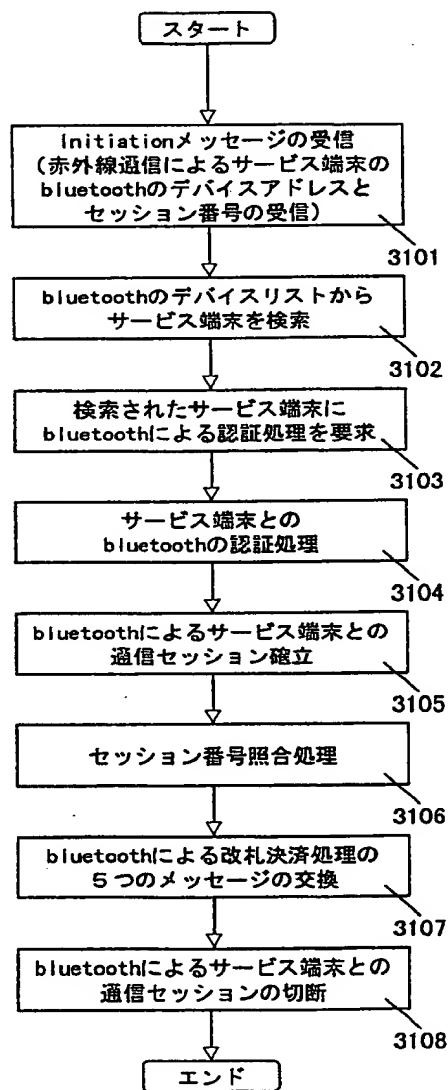 スタート
Initiationメッセージの受信
(赤外線通信によるサービス端末の
bluetoothのデバイスアドレスと
セッション番号の受信)
3101
bluetoothのデバイスリストから
サービス端末を検索
3102
検索されたサービス端末に
bluetoothによる認証処理を要求
3103
サービス端末との
bluetoothの認証処理
3104
bluetoothによるサービス端末との
通信セッション確立
3105
セッション番号照合処理
3106
bluetoothによる改札決済処理の
5つのメッセージの交換
3107
bluetoothによるサービス端末との
通信セッションの切断
3108
エンド